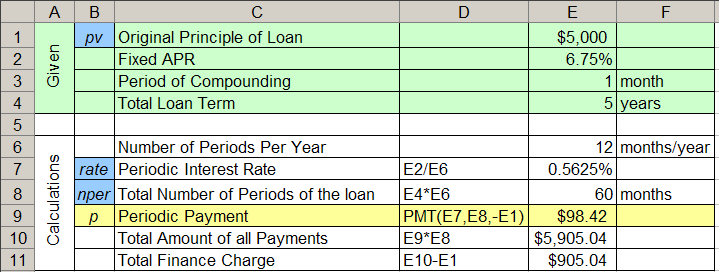 A B C D E F
1 pv Original Principle of Loan $5,000
2 Fixed APR 6.75%
3 Period of Compounding 1 month
4 Total Loan Term 5 years
Given
5
6 Number of Periods Per Year 12 months/year
7 rate Periodic Interest Rate E2/E6 0.5625%
8 nper Total Number of Periods of the loan E4*E6 60 months
9 p Periodic Payment PMT(E7,E8,-E1) $98.42
10 Total Amount of all Payments E9*E8 $5,905.04
11 Total Finance Charge E10-E1 $905.04
Calculations